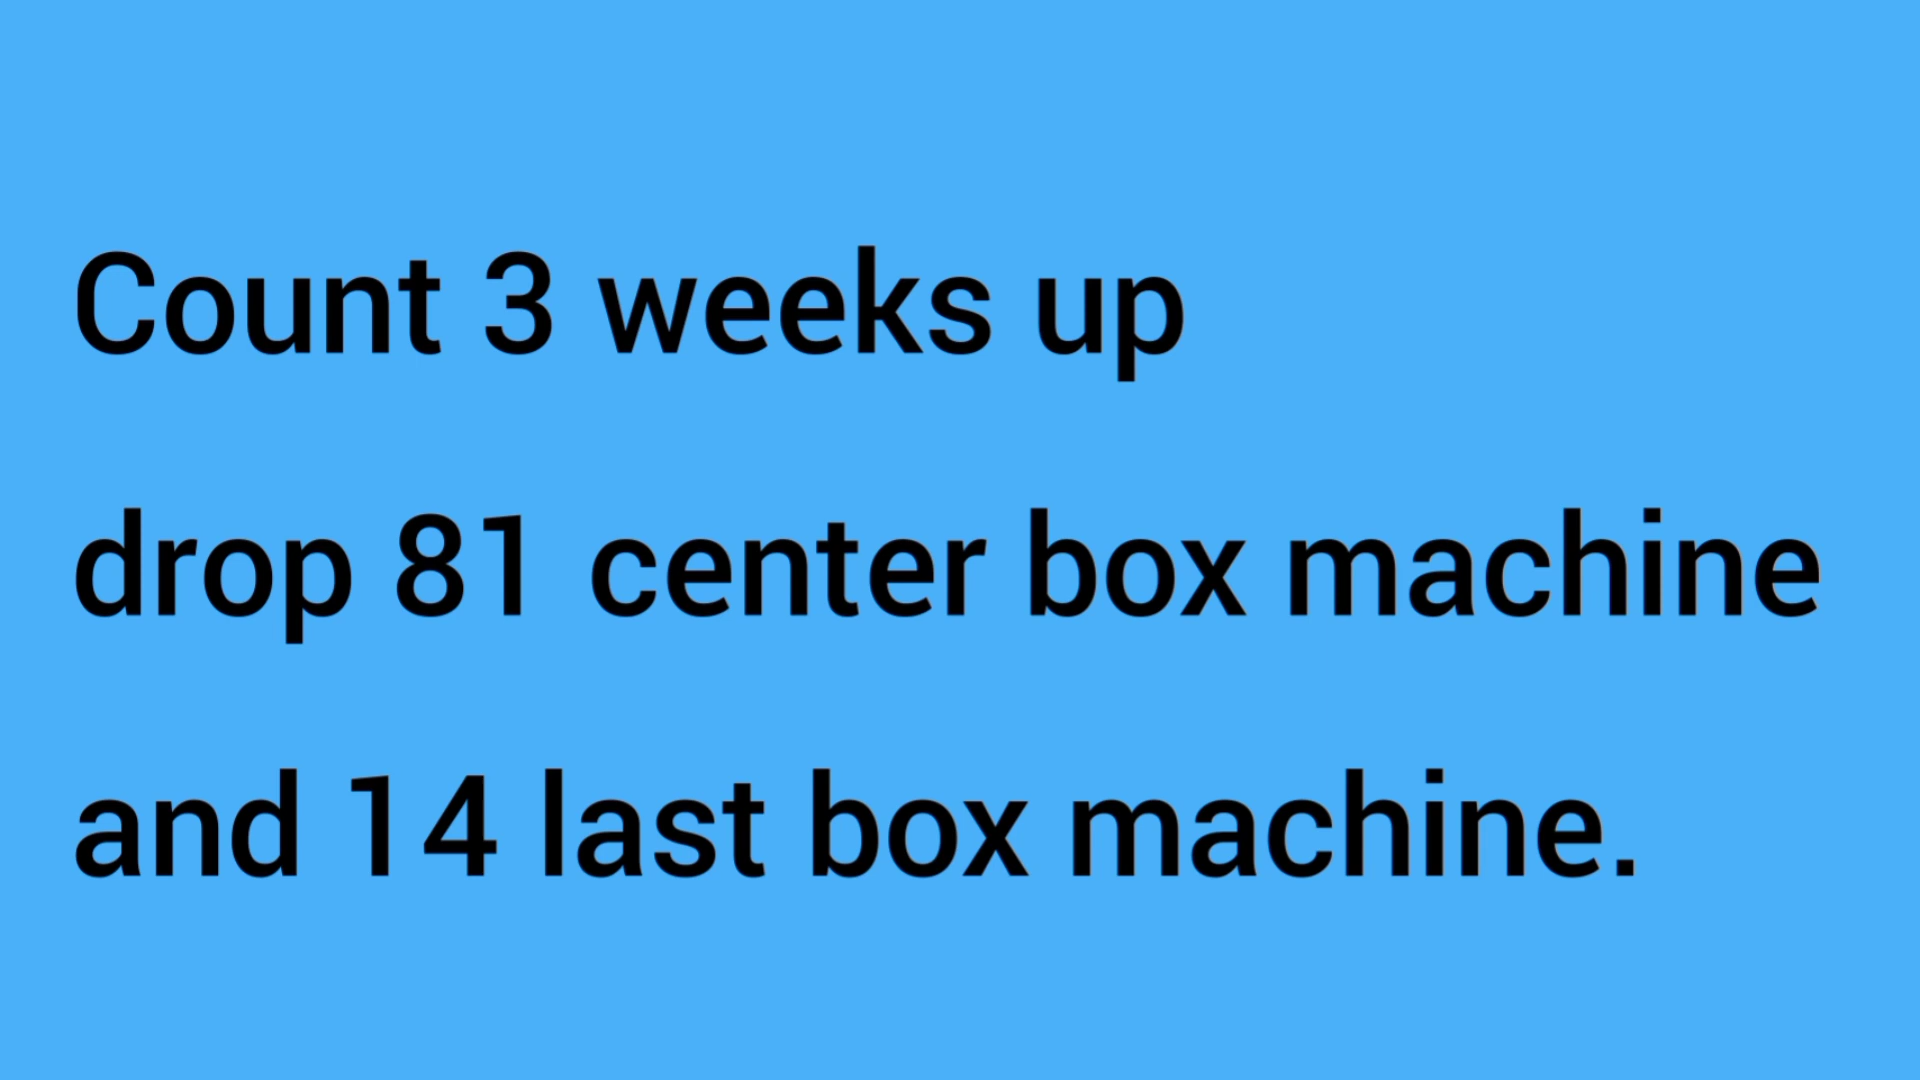 Count 3 weeks up
drop 81 center box machine
and 14 last box machine.